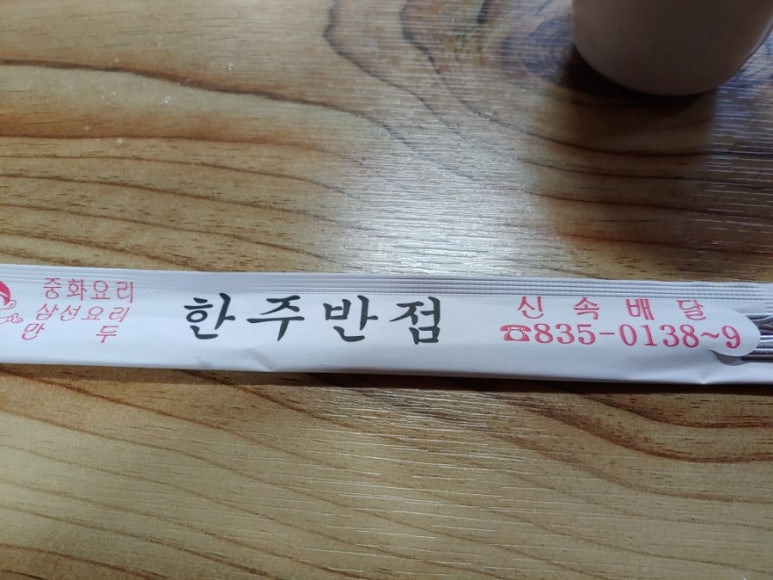 중화요리
삼선요리
만 두
한주반점
신속배달
☎835-0138~9